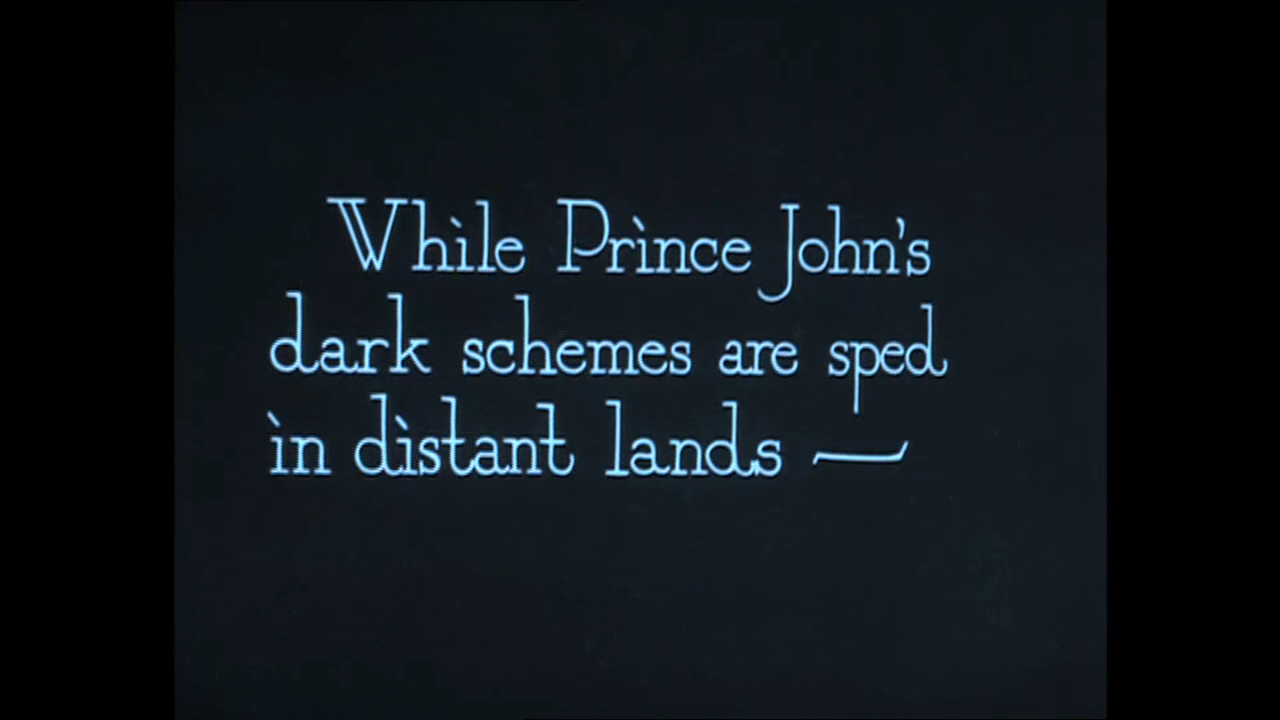 While Prince John's
dark schemes are sped
in distant lands —